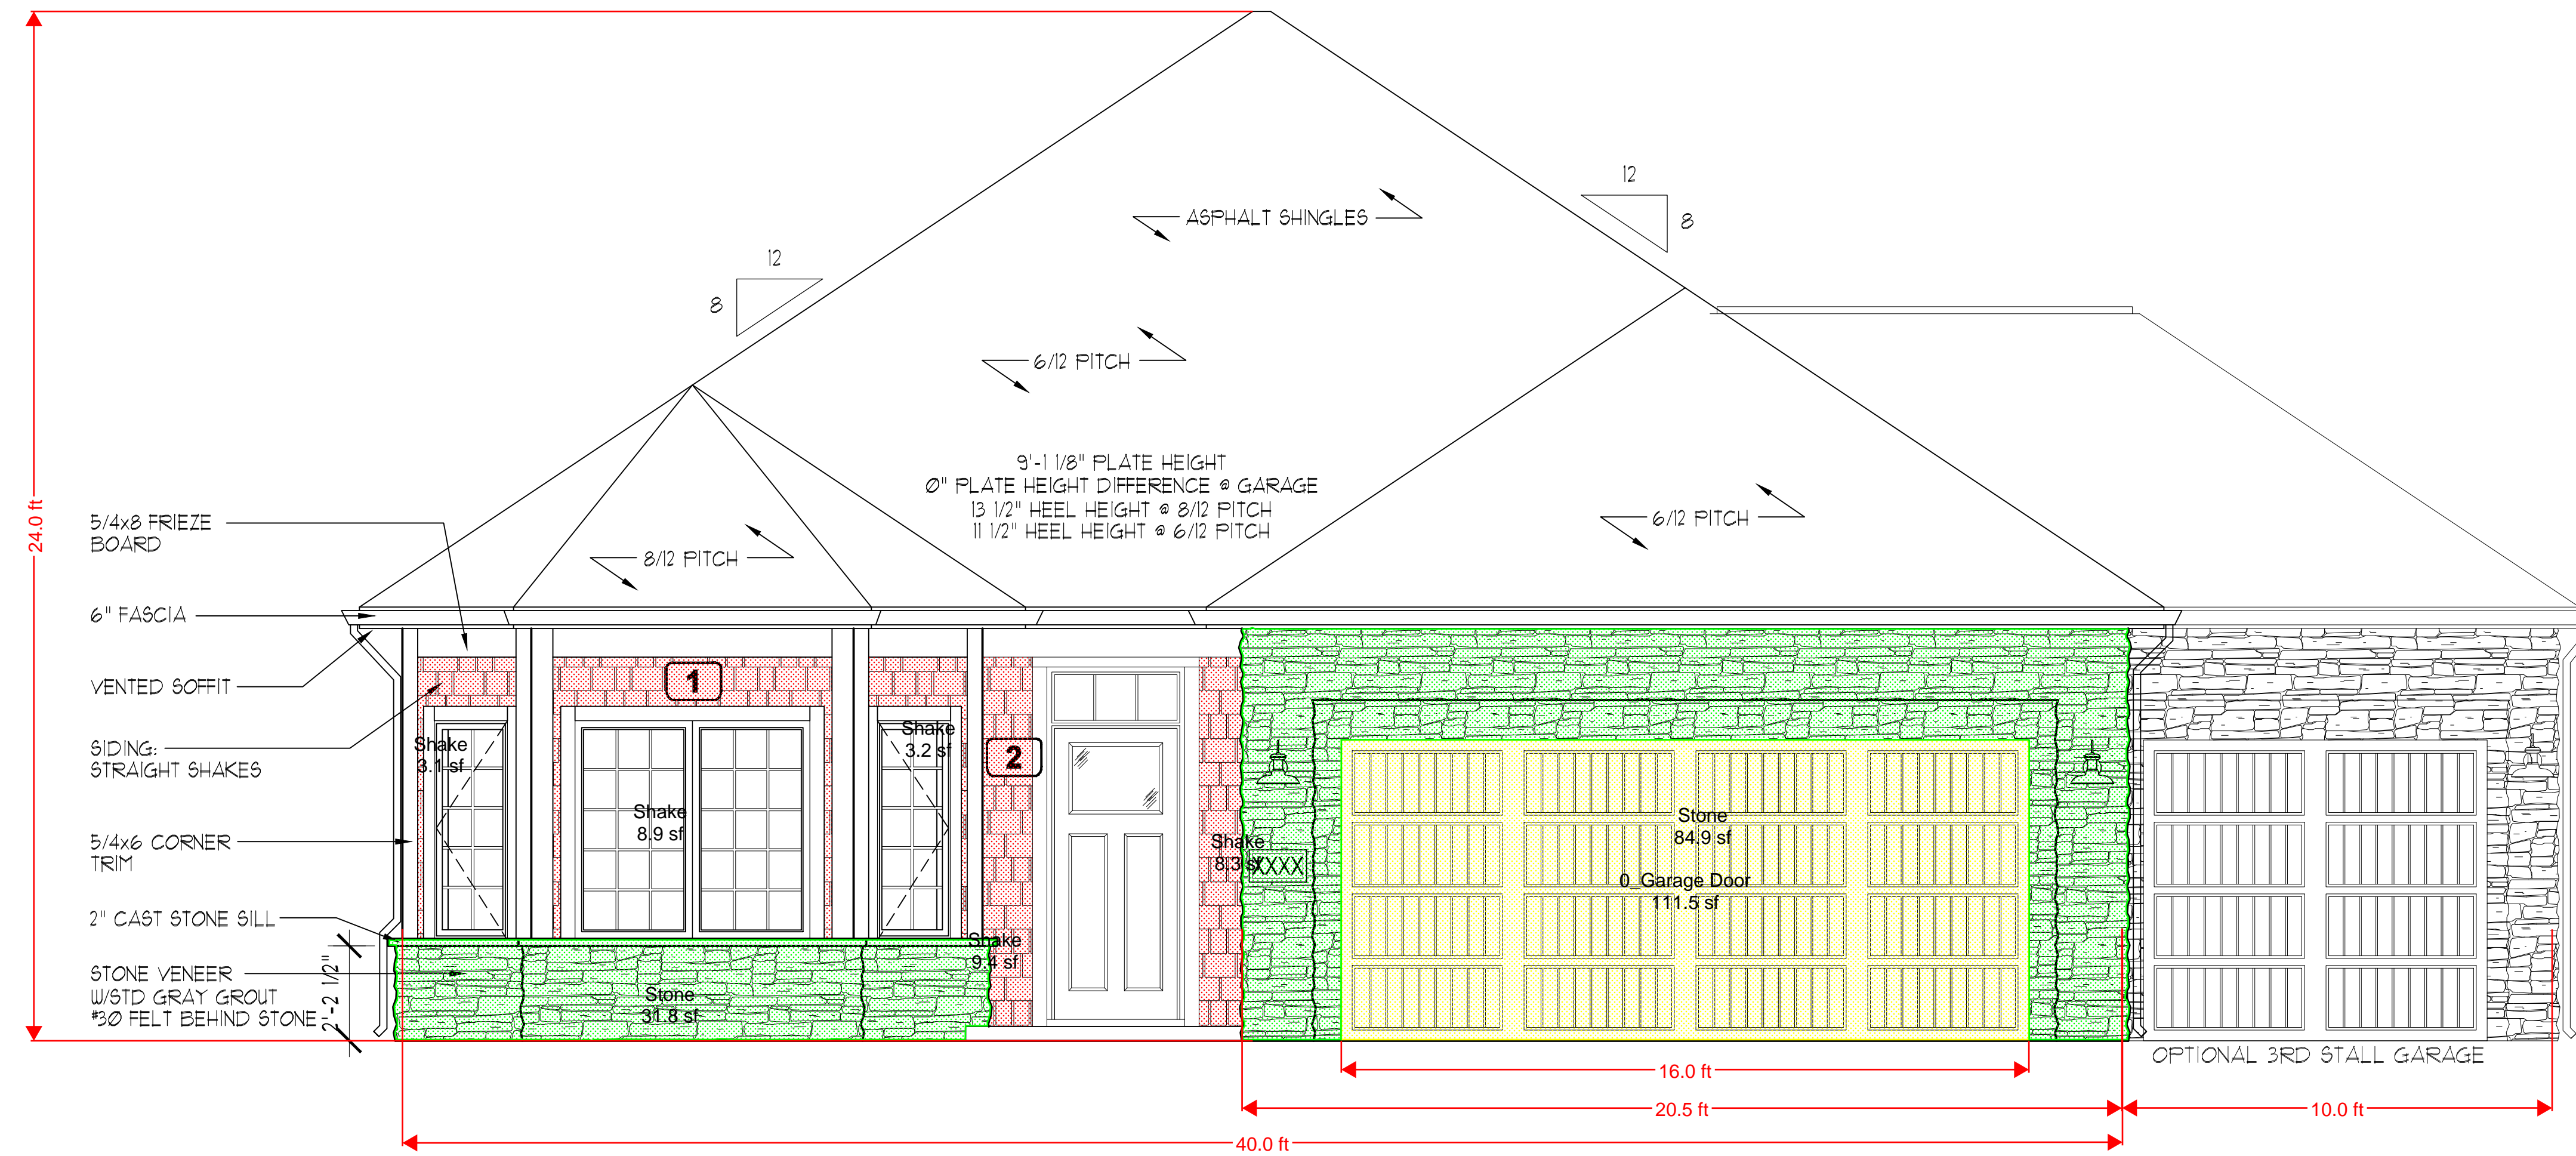 12
8
ASPHALT SHINGLES
12
8
6/12 PITCH
24.0 ft
9'-1 1/8" PLATE HEIGHT
Ø" PLATE HEIGHT DIFFERENCE @ GARAGE
13 1/2" HEEL HEIGHT @ 8/12 PITCH
11 1/2" HEEL HEIGHT @ 6/12 PITCH
6/12 PITCH
8/12 PITCH
5/4x8 FRIEZE
BOARD
6" FASCIA
VENTED SOFFIT
SIDING:
STRAIGHT SHAKES
5/4x6 CORNER
TRIM
2" CAST STONE SILL
STONE VENEER
W/STD GRAY GROUT
#30 FELT BEHIND STONE
2'-2 1/2"
1
2
Shake
3.1 sf
Shake
8.9 sf
Shake
3.2 sf
Shake
9.4 sf
Shake
8.3 sf
XXXX
Stone
31.8 sf
Stone
84.9 sf
0_Garage Door
111.5 sf
OPTIONAL 3RD STALL GARAGE
16.0 ft
20.5 ft
10.0 ft
40.0 ft